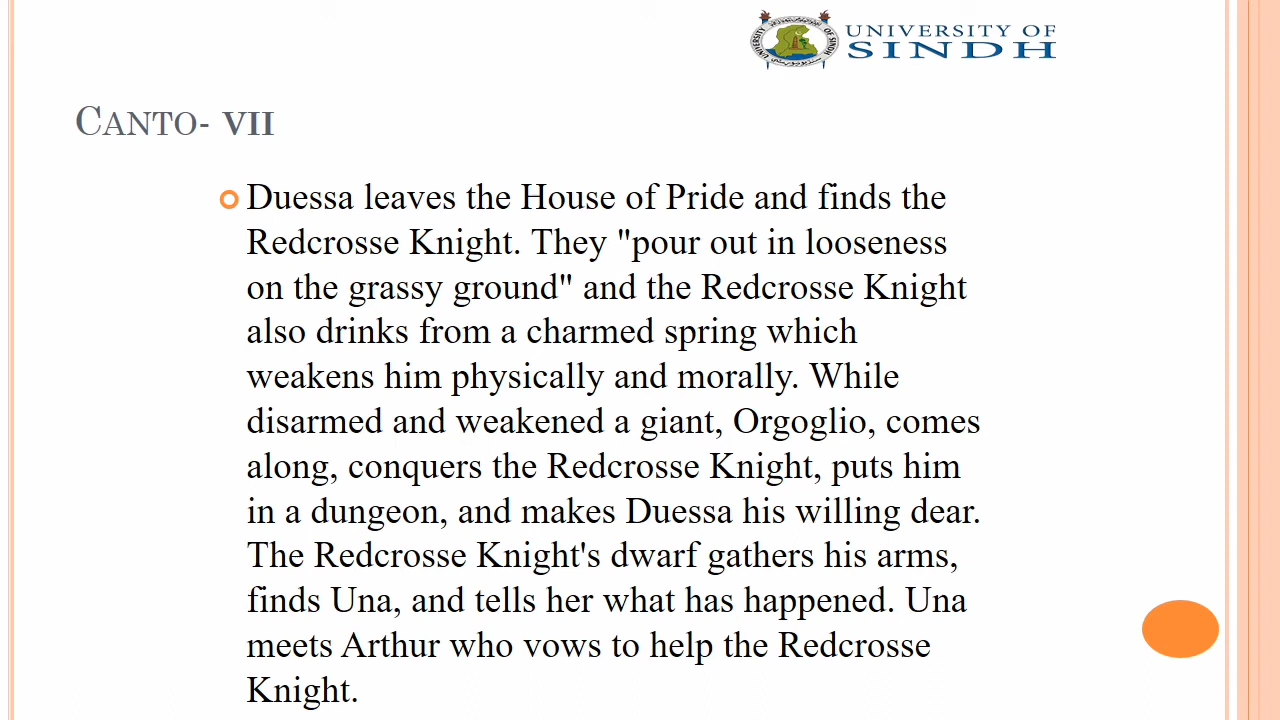 UNIVERSITY OF
SINDH
CANTO- VII
Duessa leaves the House of Pride and finds the
Redcrosse Knight. They "pour out in looseness
on the grassy ground" and the Redcrosse Knight
also drinks from a charmed spring which
weakens him physically and morally. While
disarmed and weakened a giant, Orgoglio, comes
along, conquers the Redcrosse Knight, puts him
in a dungeon, and makes Duessa his willing dear.
The Redcrosse Knight's dwarf gathers his arms,
finds Una, and tells her what has happened. Una
meets Arthur who vows to help the Redcrosse
Knight.